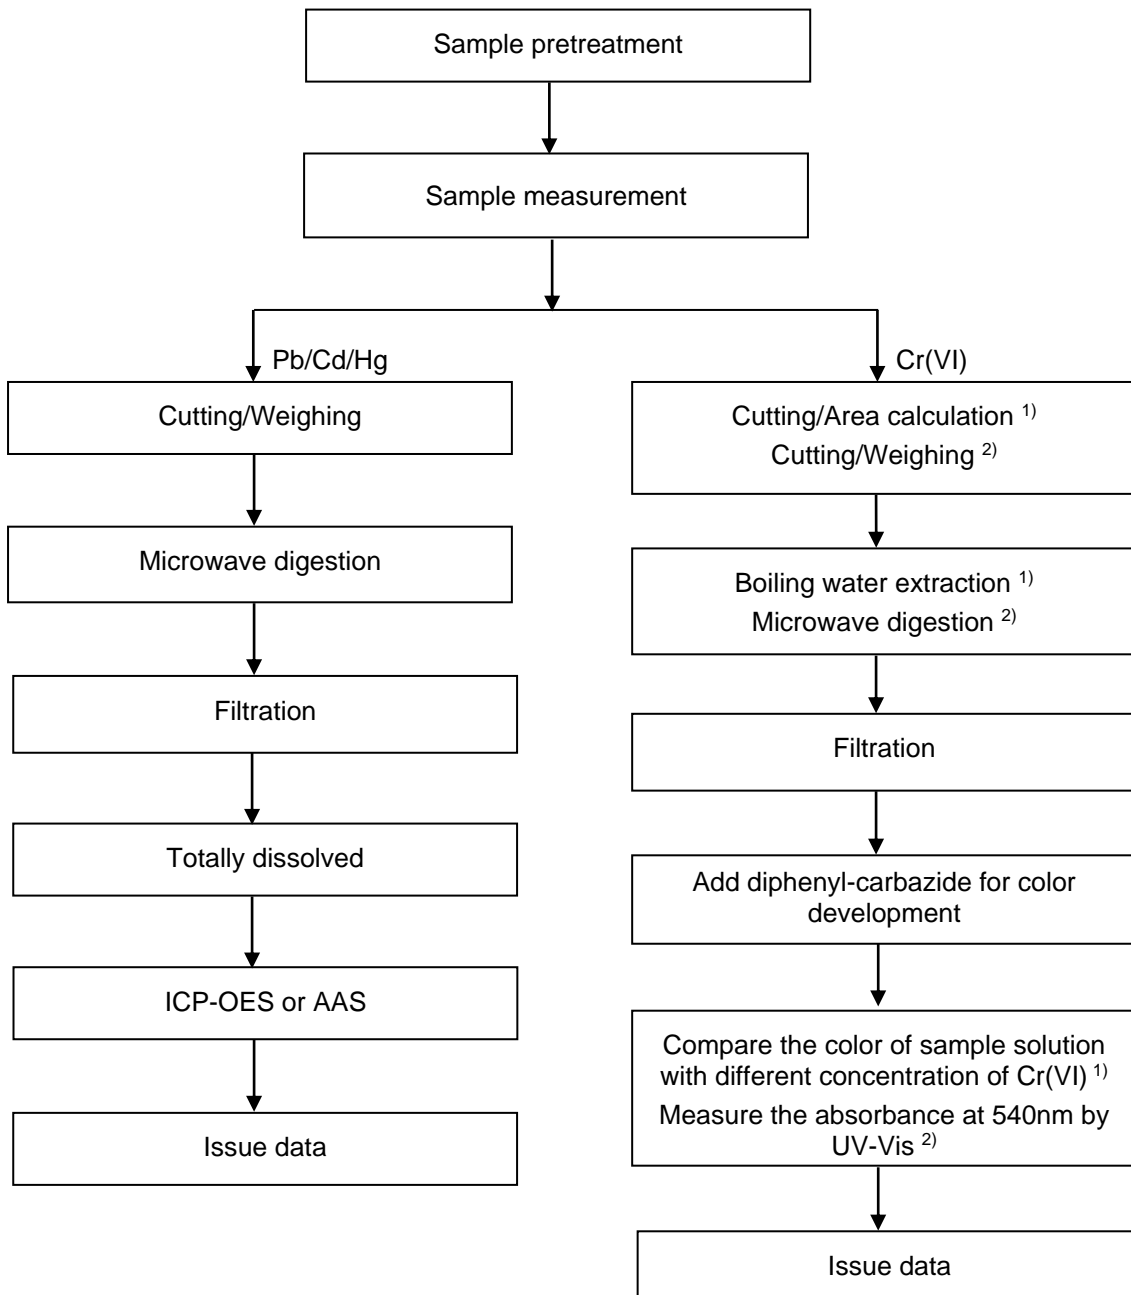 Sample pretreatment
Sample measurement
Pb/Cd/Hg
Cutting/Weighing
Microwave digestion
Filtration
Totally dissolved
ICP-OES or AAS
Issue data
Cr(VI)
Cutting/Area calculation 1)
Cutting/Weighing 2)
Boiling water extraction 1)
Microwave digestion 2)
Filtration
Add diphenyl-carbazide for color
development
Compare the color of sample solution
with different concentration of Cr(VI) 1)
Measure the absorbance at 540nm by
UV-Vis 2)
Issue data